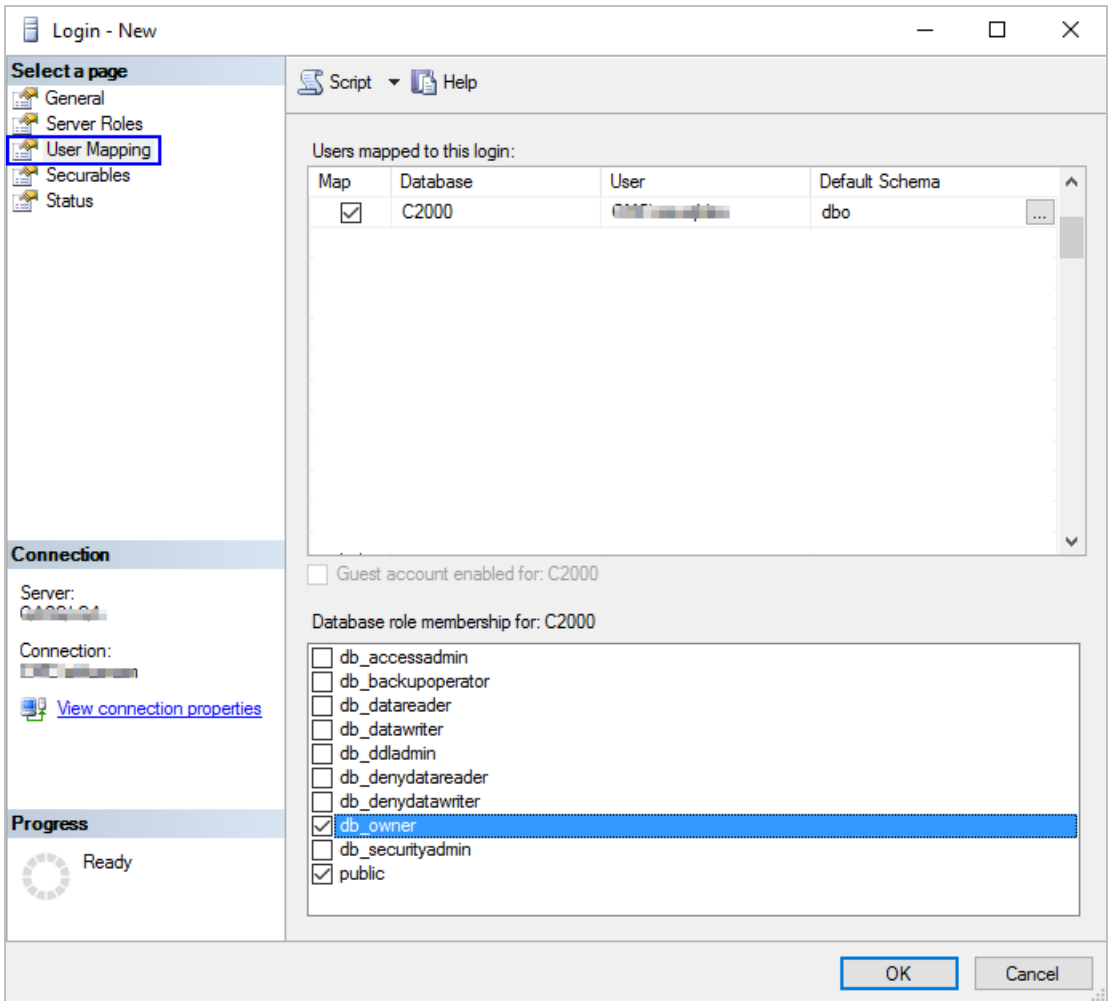 Login - New
Select a page
General
Server Roles
User Mapping
Securables
Status
Script Help
Users mapped to this login:
Map Database User Default Schema
C2000 dbo ...
Guest account enabled for: C2000
Database role membership for: C2000
db_accessadmin
db_backupoperator
db_datareader
db_datawriter
db_ddladmin
db_denydatareader
db_denydatawriter
db_owner
db_securityadmin
public
Connection
Server:
Connection:
View connection properties
Progress
Ready
OK Cancel